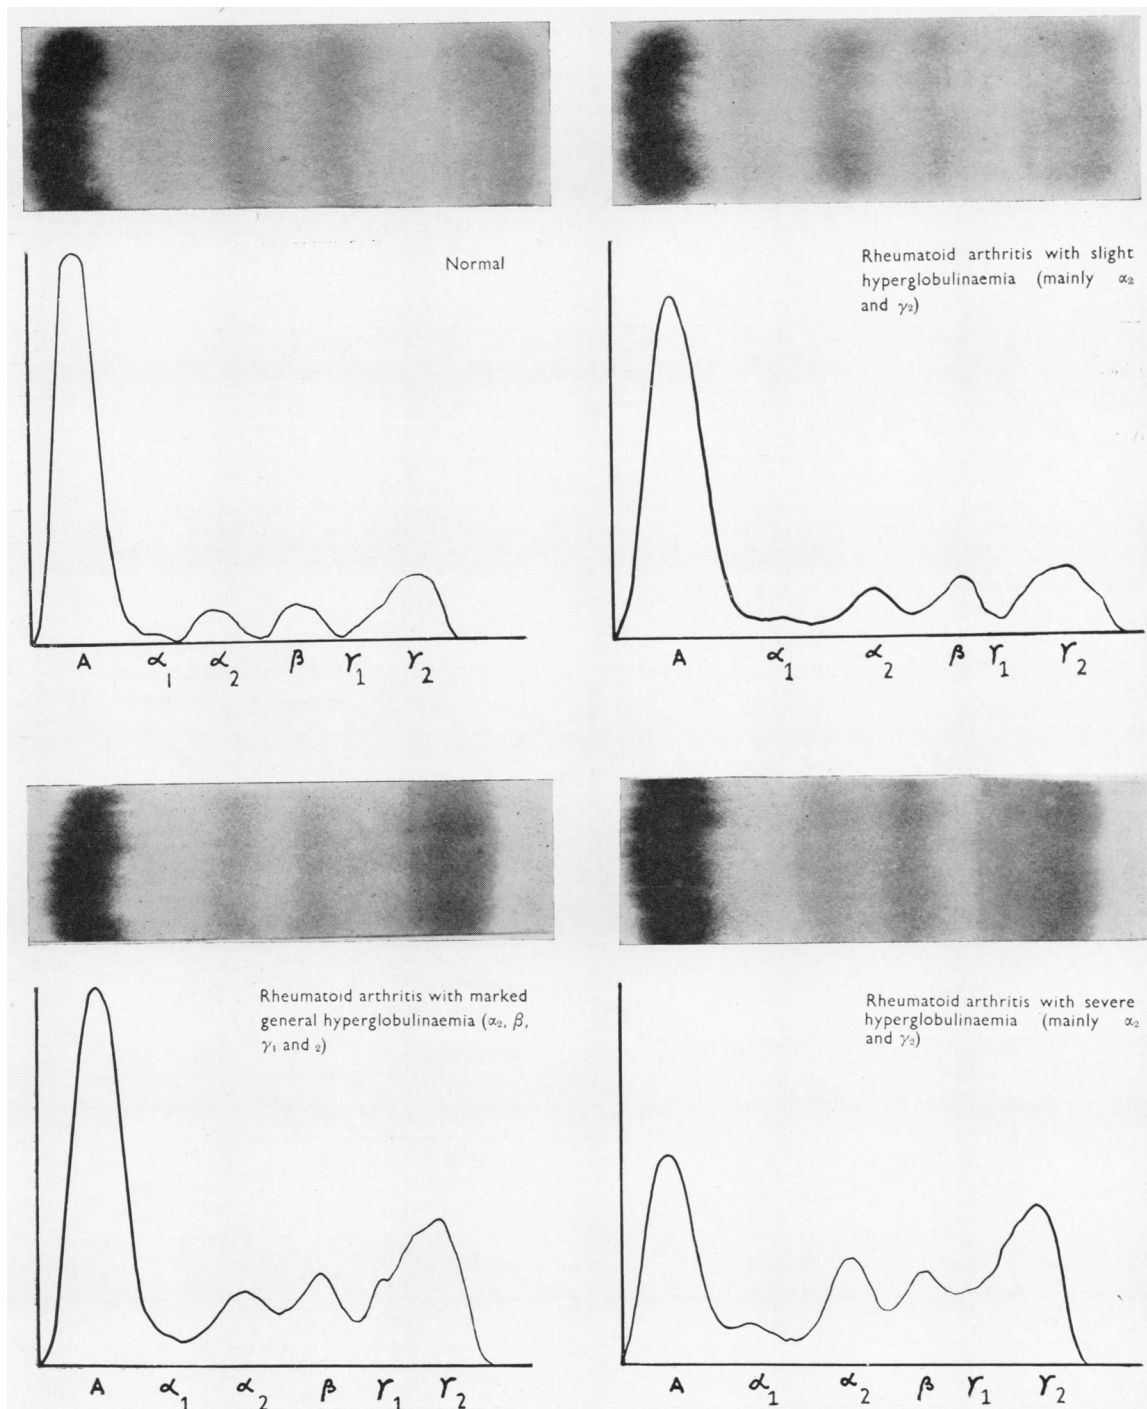 Normal
Rheumatoid arthritis with slight
hyperglobulinaemia (mainly α₂
and γ₂)
A α₁ α₂ β γ₁ γ₂
A α₁ α₂ β γ₁ γ₂
Rheumatoid arthritis with marked
general hyperglobulinaemia (α₂, β,
γ₁ and ₂)
Rheumatoid arthritis with severe
hyperglobulinaemia (mainly α₂
and γ₂)
A α₁ α₂ β γ₁ γ₂
A α₁ α₂ β γ₁ γ₂